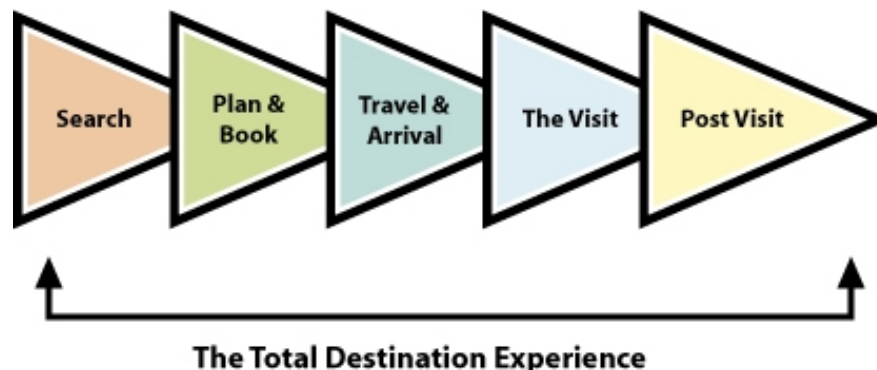 Search
Plan &
Book
Travel &
Arrival
The Visit
Post Visit
The Total Destination Experience